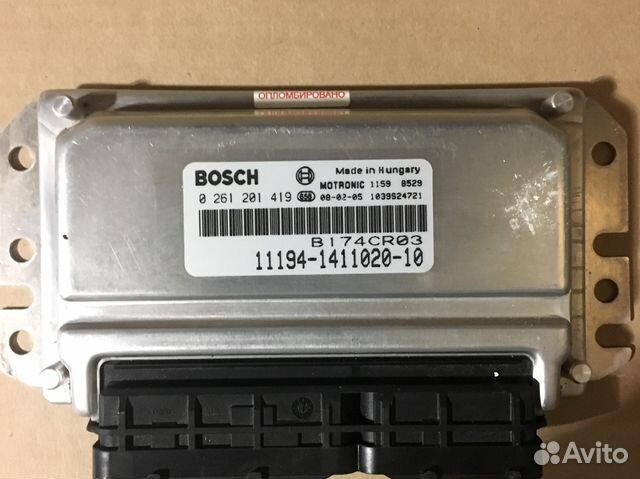 ОПЛОМБИРОВАНО
BOSCH
Made in Hungary
MOTRONIC 1159 8529
0 261 201 419 858 08-02-05 1039S24721
B174CR03
11194-1411020-10
Avito